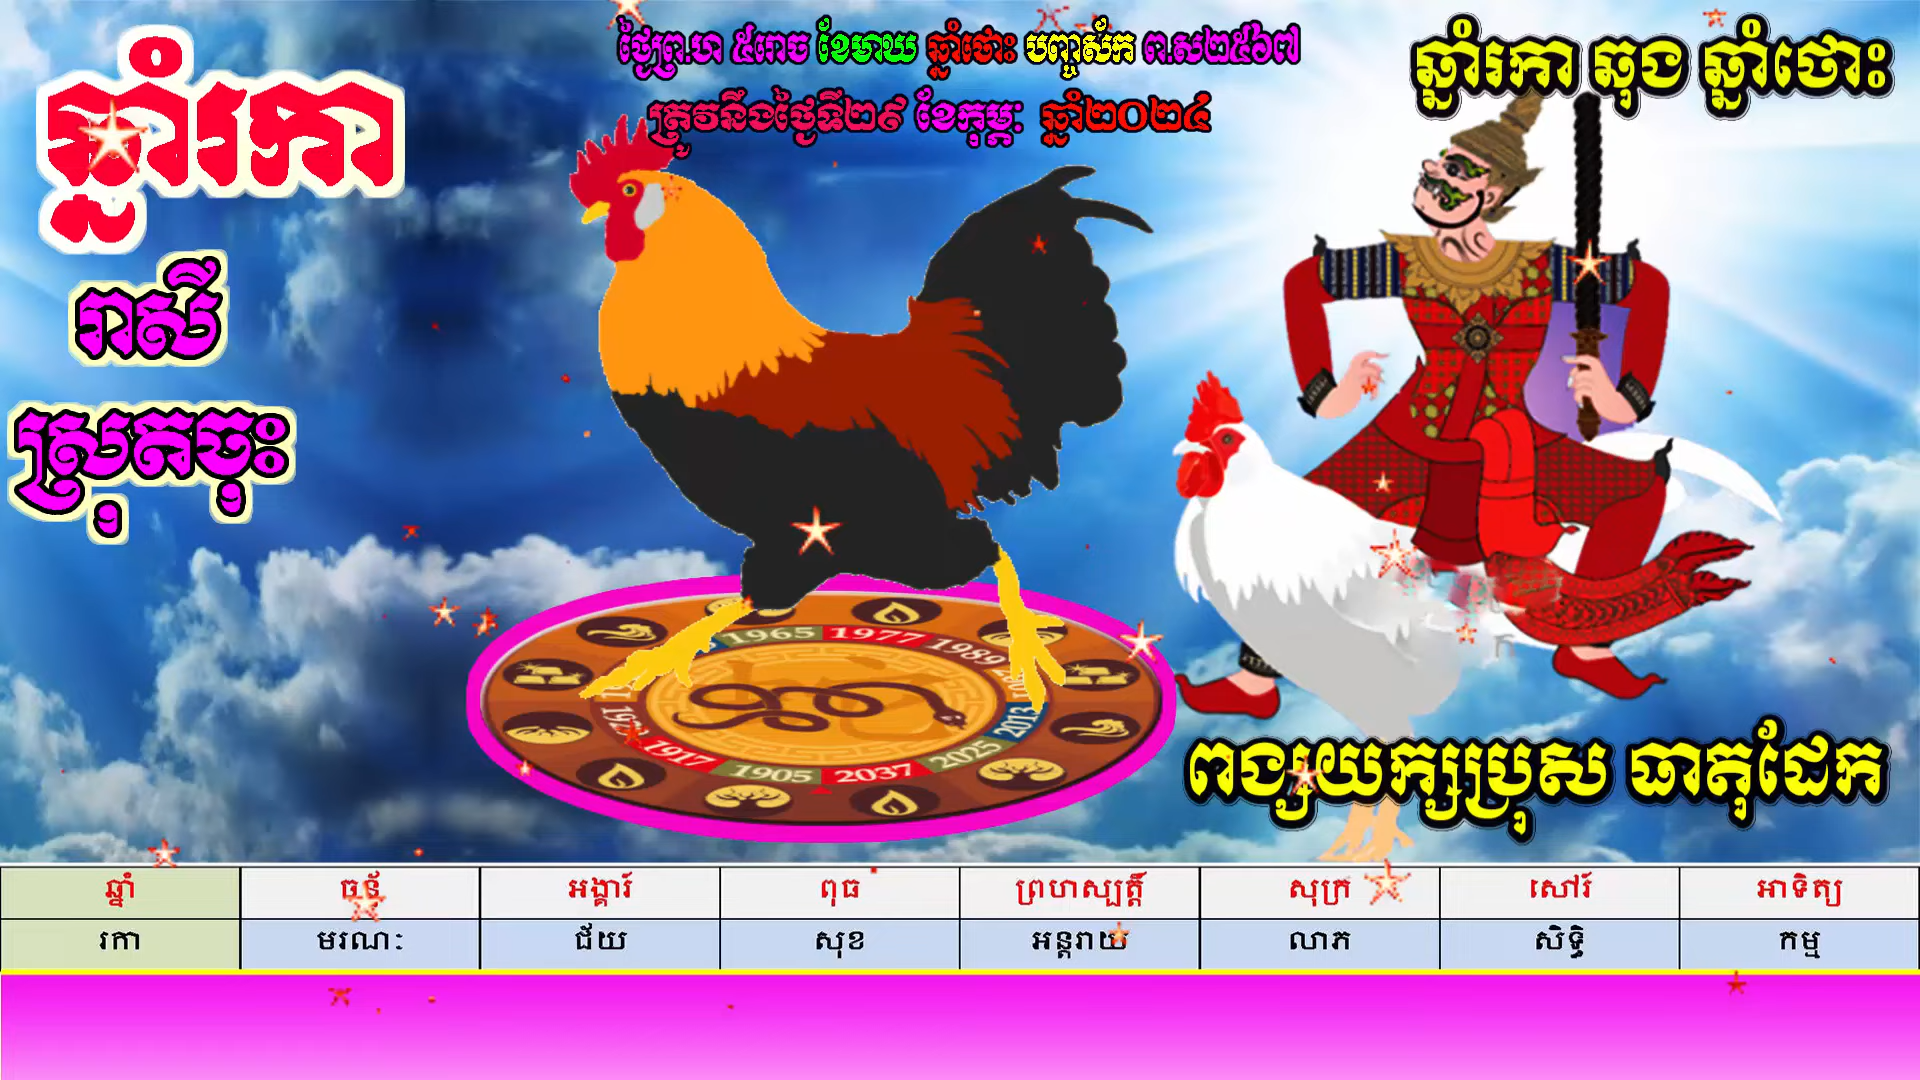 ថ្ងៃព្រ.ហ ៥រោច ខែមាឃ ឆ្នាំថោះ បញ្ចស័ក ព.ស២៥៦៧
ត្រូវនឹងថ្ងៃទី២៩ ខែកុម្ភៈ ឆ្នាំ២០២៤
ឆ្នាំរកា ឆុង ឆ្នាំថោះ
ឆ្នាំរកា
រាសី
ស្រុតចុះ
1965 1977 1989
2013
1917 1905 2037 2025
ពង្សយក្សប្រុស ធាតុដែក
ឆ្នាំ ចន្ទ័ អង្គារ៍ ពុធ ព្រហស្បត្តិ៍ សុក្រ សៅរ៍ អាទិត្យ
រកា មរណៈ ជ័យ សុខ អន្តរាយ លាភ សិទ្ធិ កម្ម